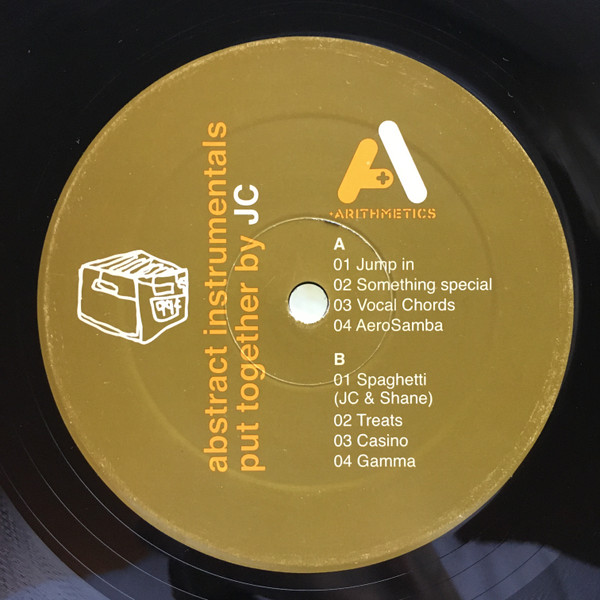 abstract instrumentals
put together by JC
·ARITHMETICS
A
01 Jump in
02 Something special
03 Vocal Chords
04 AeroSamba
B
01 Spaghetti
(JC & Shane)
02 Treats
03 Casino
04 Gamma